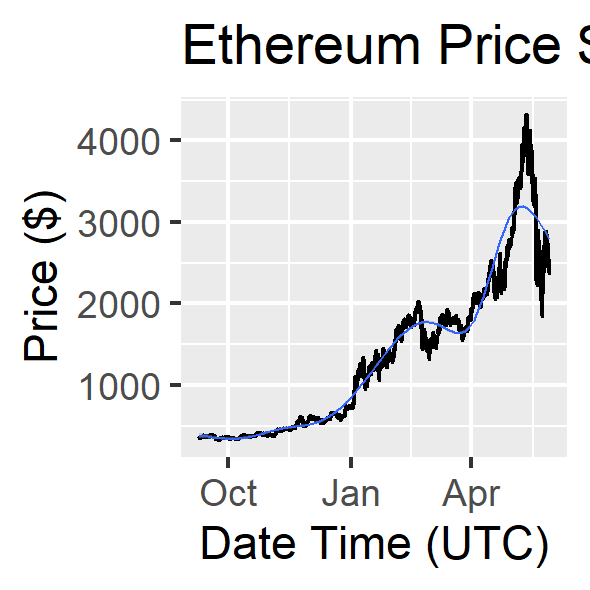 Ethereum Price
Price ($)
4000
3000
2000
1000
Oct Jan Apr
Date Time (UTC)